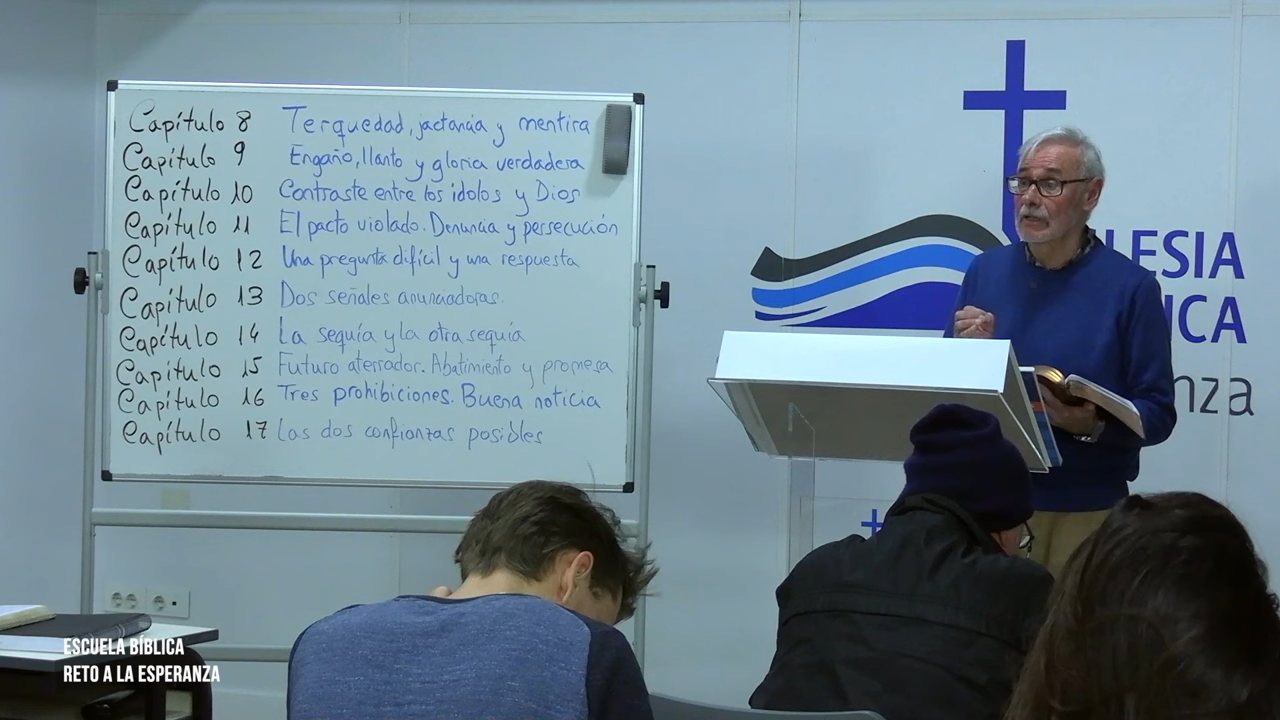 Capítulo 8 Terquedad, jactancia y mentira
Capítulo 9 Engaño, llanto y gloria verdadera
Capítulo 10 Contraste entre los ídolos y Dios
Capítulo 11 El pacto violado. Denuncia y persecución
Capítulo 12 Una pregunta difícil y una respuesta
Capítulo 13 Dos señales anunciadoras.
Capítulo 14 La sequía y la otra sequía
Capítulo 15 Futuro aterrador. Abatimiento y promesa
Capítulo 16 Tres prohibiciones. Buena noticia
Capítulo 17 Las dos confianzas posibles
LESIA
ICA
nza
ESCUELA BÍBLICA
RETO A LA ESPERANZA